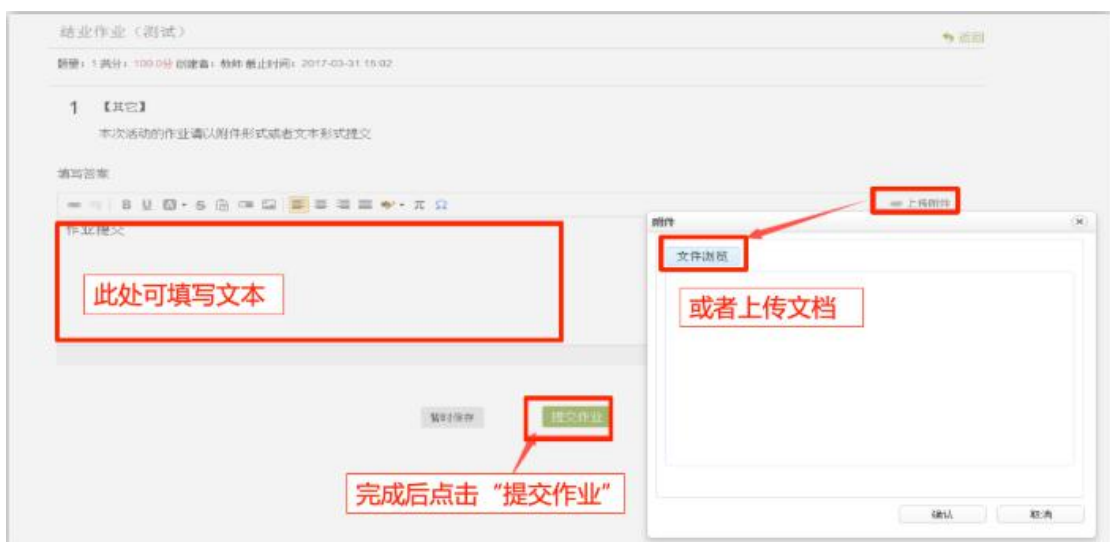 结业作业（测试）
返回
题量：1 满分：100.0分 创建者：教师 截止时间：2017-03-31 15:02
1 【其它】
本次活动的作业请以附件形式或者文本形式提交
填写答案
上传附件
作业提交
附件
文件浏览
此处可填写文本
或者上传文档
暂时保存
提交作业
完成后点击“提交作业”
确认
取消